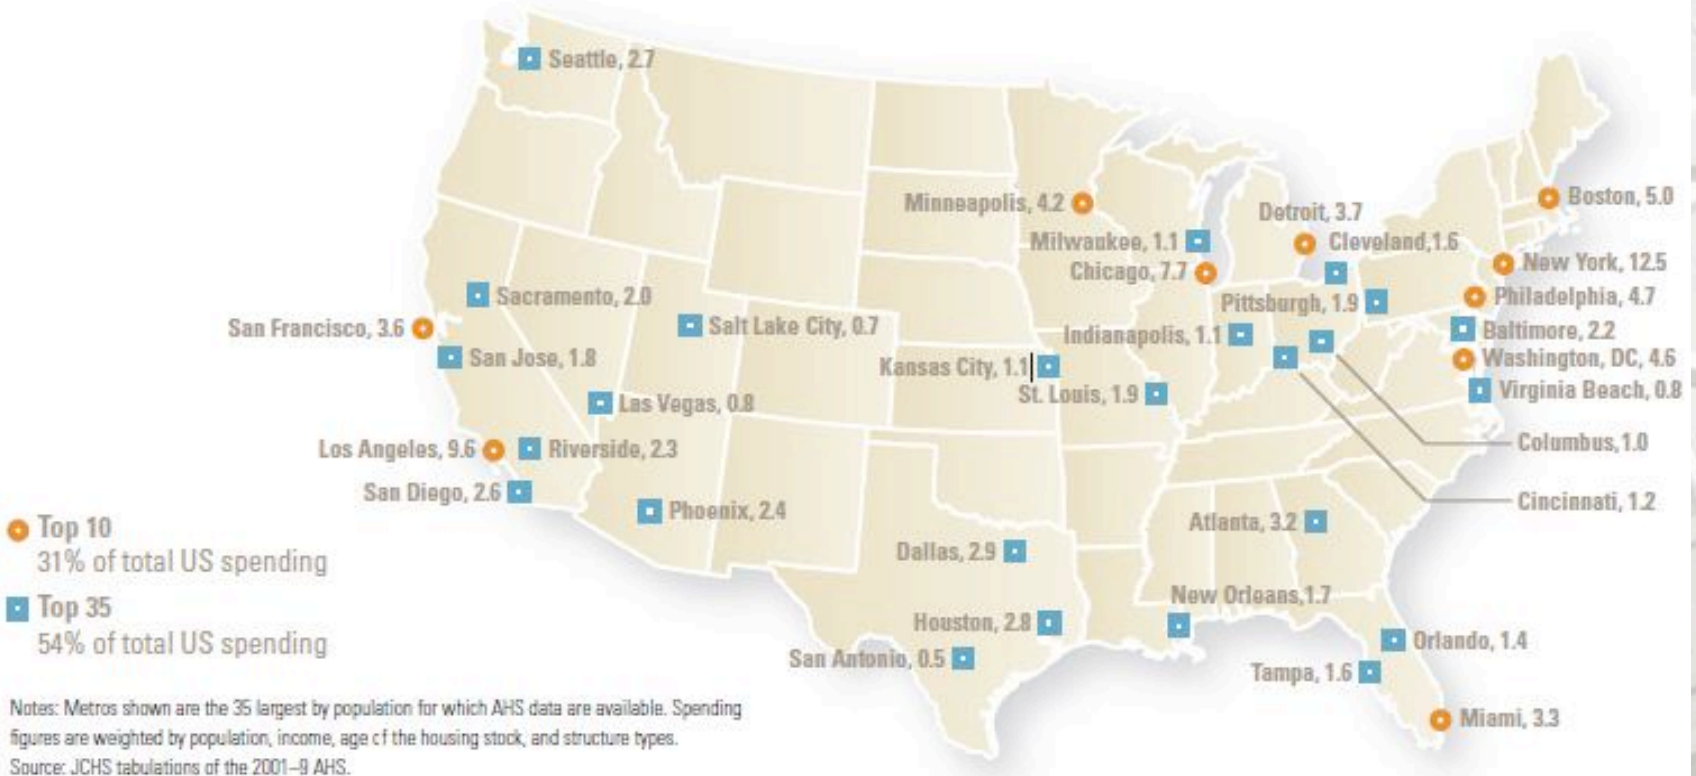 Seattle, 2.7
Minneapolis, 4.2
Boston, 5.0
Detroit, 3.7
Milwaukee, 1.1
Cleveland,1.6
Chicago, 7.7
New York, 12.5
Sacramento, 2.0
Pittsburgh, 1.9
Philadelphia, 4.7
San Francisco, 3.6
Salt Lake City, 0.7
Indianapolis, 1.1
Baltimore, 2.2
San Jose, 1.8
Kansas City, 1.1
Washington, DC, 4.6
St. Louis, 1.9
Virginia Beach, 0.8
Las Vegas, 0.8
Columbus,1.0
Los Angeles, 9.6
Riverside, 2.3
San Diego, 2.6
Cincinnati, 1.2
Phoenix, 2.4
Atlanta, 3.2
Dallas, 2.9
New Orleans,1.7
Houston, 2.8
Orlando, 1.4
San Antonio, 0.5
Tampa, 1.6
Miami, 3.3
Top 10
31% of total US spending
Top 35
54% of total US spending
Notes: Metros shown are the 35 largest by population for which AHS data are available. Spending
figures are weighted by population, income, age of the housing stock, and structure types.
Source: JCHS tabulations of the 2001–9 AHS.